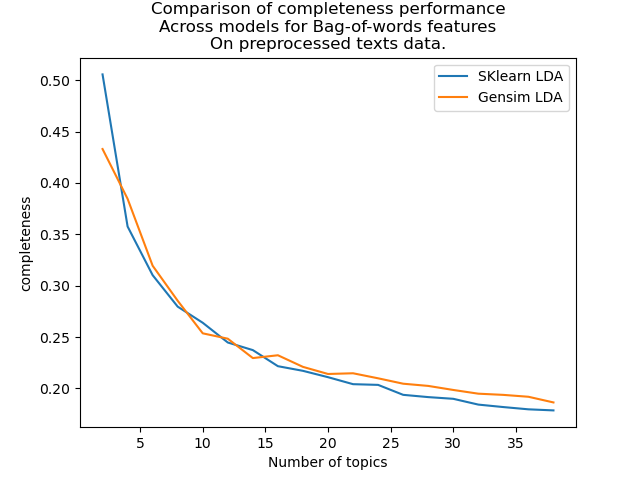 Comparison of completeness performance
Across models for Bag-of-words features
On preprocessed texts data.
SKlearn LDA
Gensim LDA
completeness
0.50
0.45
0.40
0.35
0.30
0.25
0.20
5 10 15 20 25 30 35
Number of topics